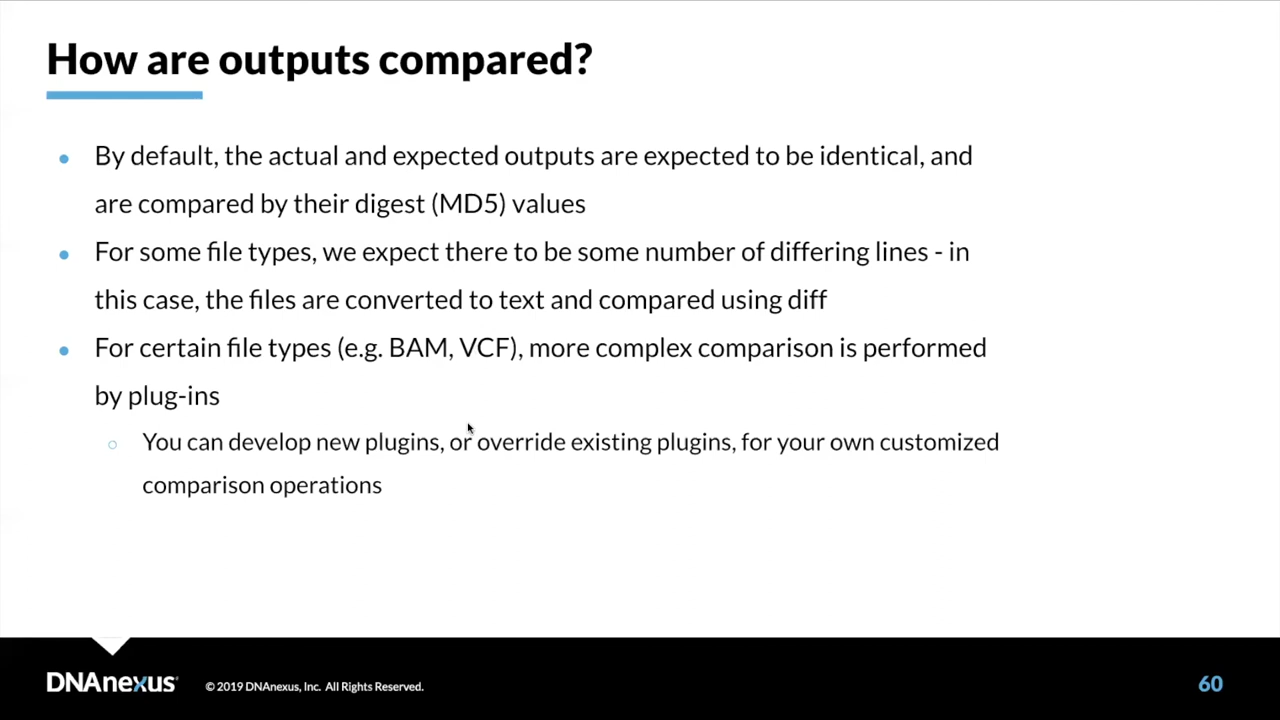 How are outputs compared?
● By default, the actual and expected outputs are expected to be identical, and
are compared by their digest (MD5) values
● For some file types, we expect there to be some number of differing lines - in
this case, the files are converted to text and compared using diff
● For certain file types (e.g. BAM, VCF), more complex comparison is performed
by plug-ins
○ You can develop new plugins, or override existing plugins, for your own customized
comparison operations
DNAnexus © 2019 DNAnexus, Inc. All Rights Reserved. 60